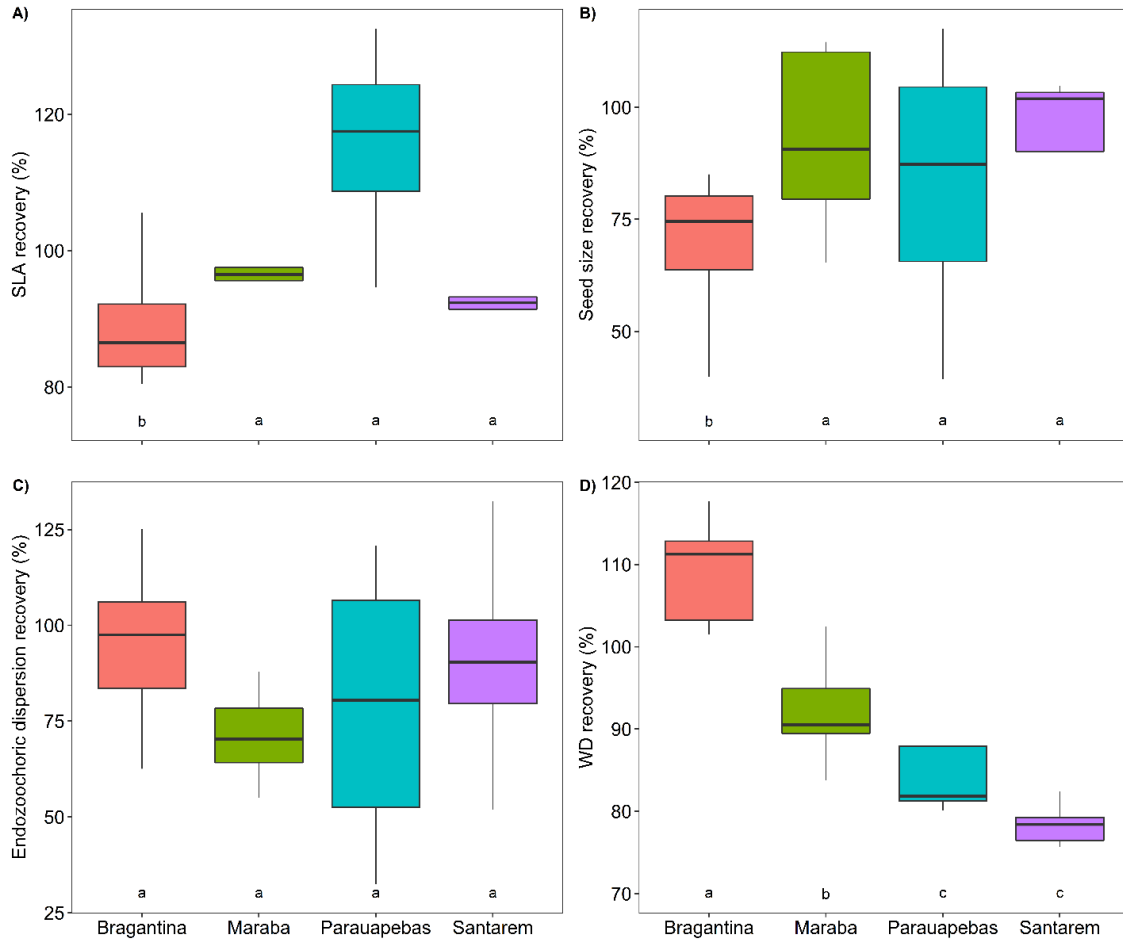 A)
SLA recovery (%)
120
100
80
b a a a
B)
Seed size recovery (%)
100
75
50
b a a a
C)
Endozoochoric dispersion recovery (%)
125
100
75
50
25
a a a a
Bragantina Maraba Parauapebas Santarem
D)
WD recovery (%)
120
110
100
90
80
70
a b c c
Bragantina Maraba Parauapebas Santarem